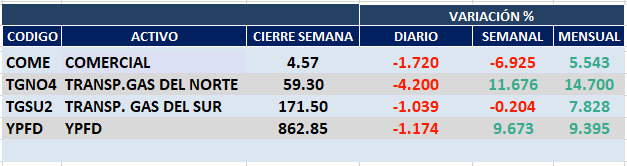 VARIACIÓN %
CODIGO ACTIVO CIERRE SEMANA DIARIO SEMANAL MENSUAL
COME COMERCIAL 4.57 -1.720 -6.925 5.543
TGNO4 TRANSP.GAS DEL NORTE 59.30 -4.200 11.676 14.700
TGSU2 TRANSP. GAS DEL SUR 171.50 -1.039 -0.204 7.828
YPFD YPFD 862.85 -1.174 9.673 9.395